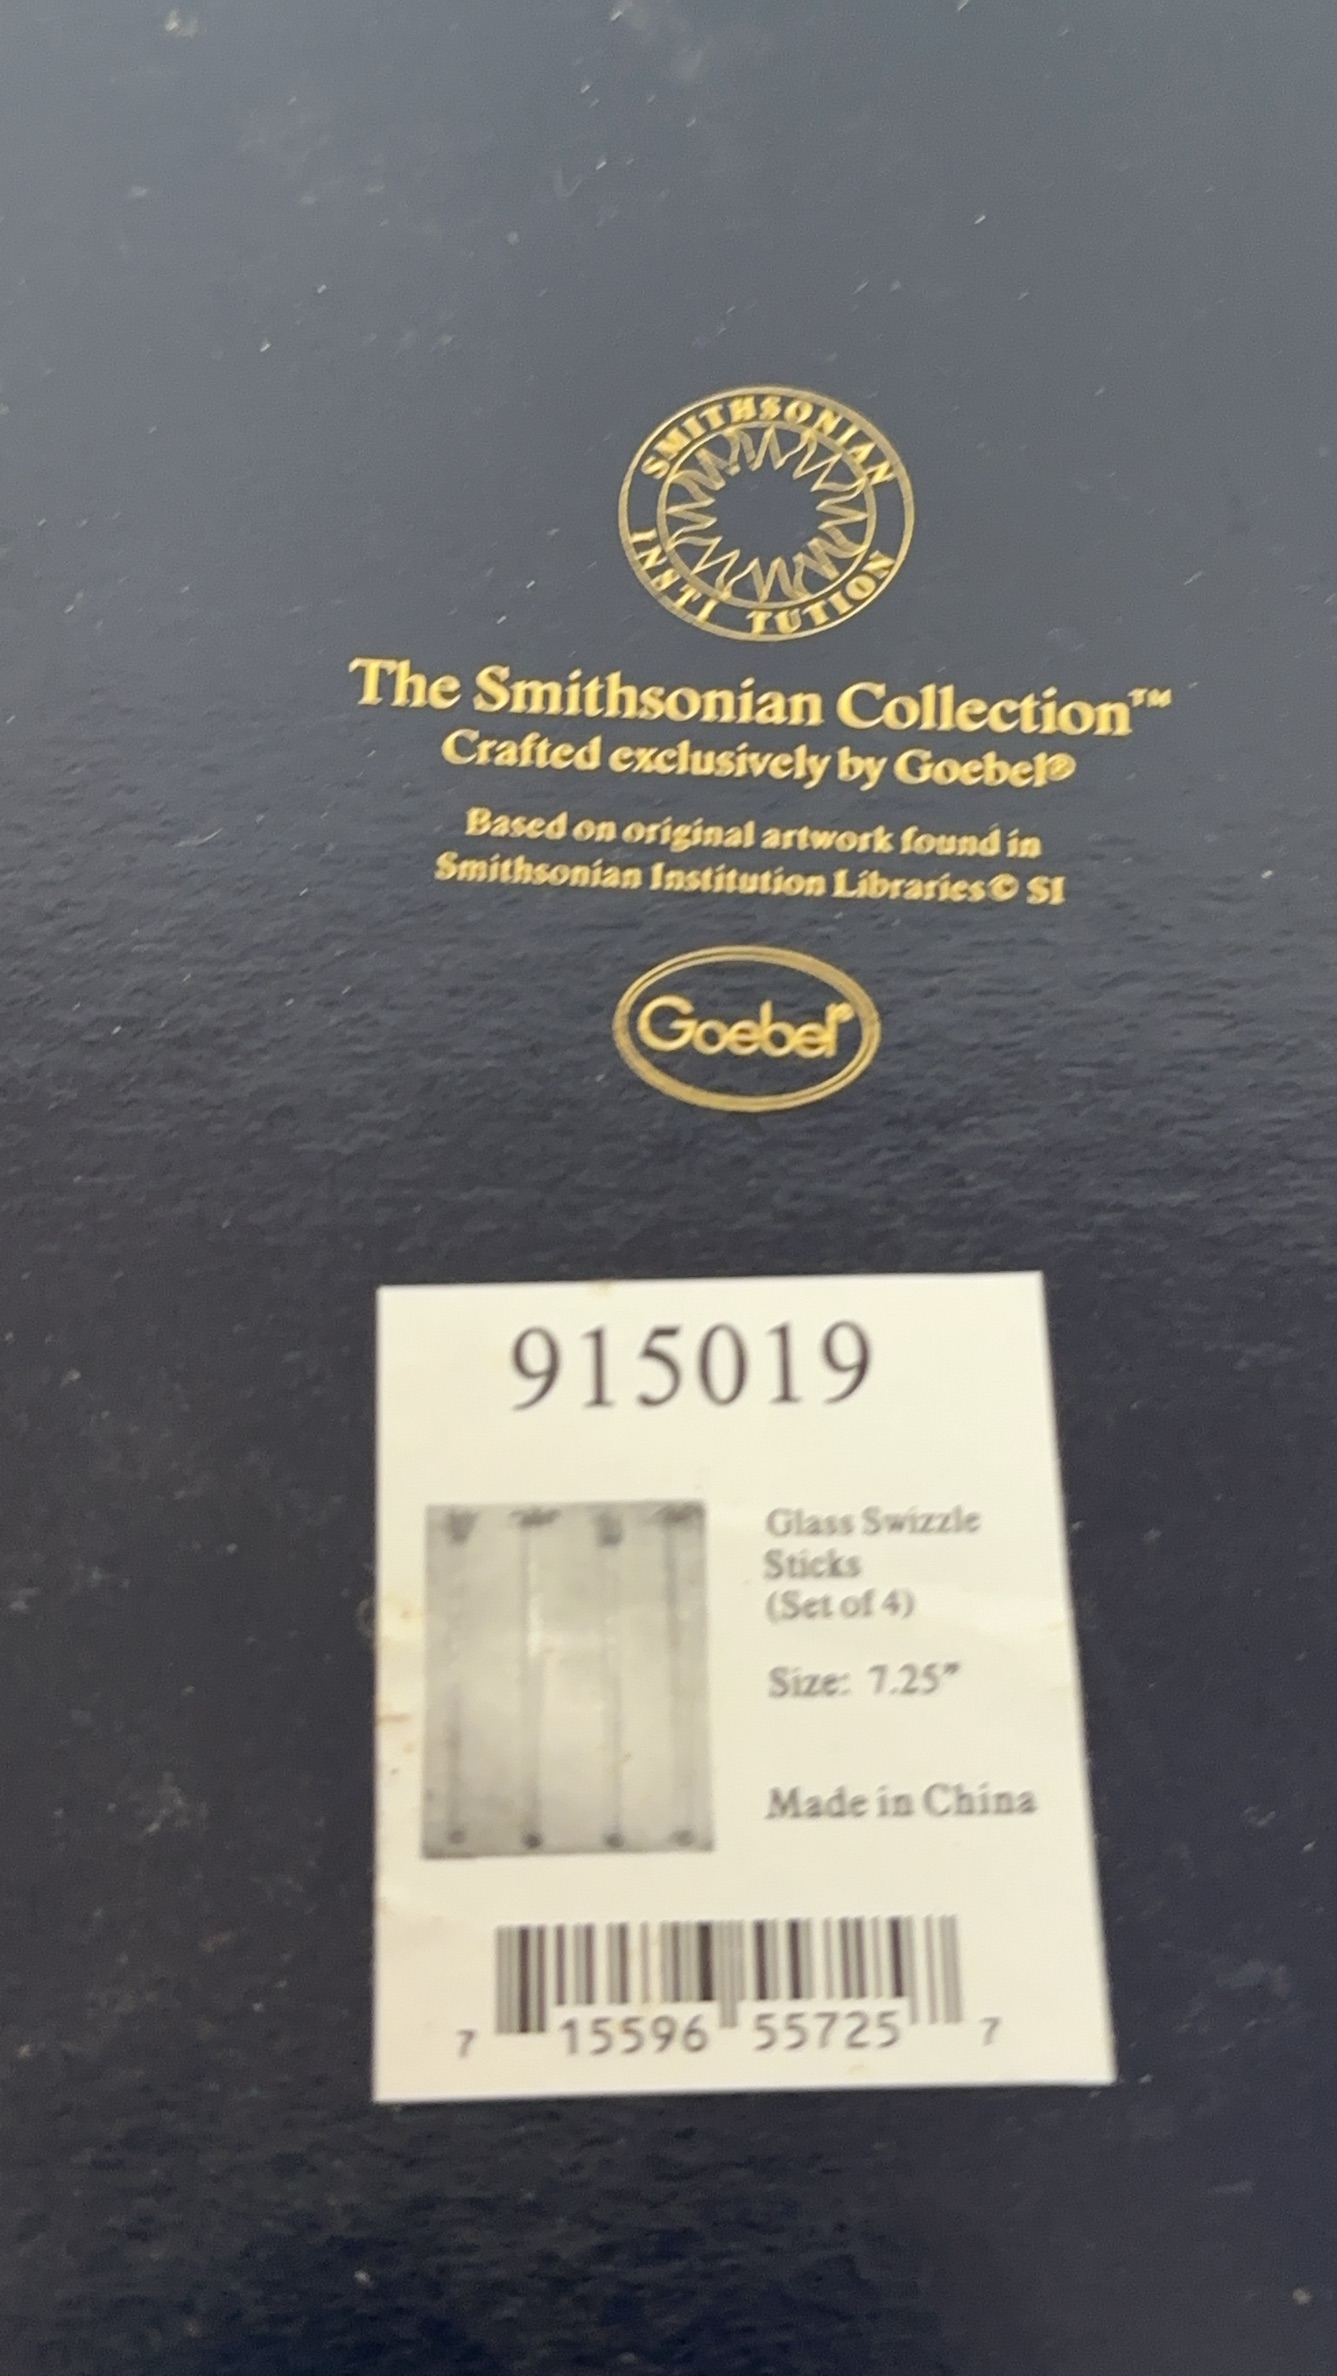 SMITHSONIAN
INSTI TUTION
The Smithsonian Collection™
Crafted exclusively by Goebel®
Based on original artwork found in
Smithsonian Institution Libraries© SI
Goebel®
915019
Glass Swizzle
Sticks
(Set of 4)
Size: 7.25”
Made in China
7 15596 55725 7